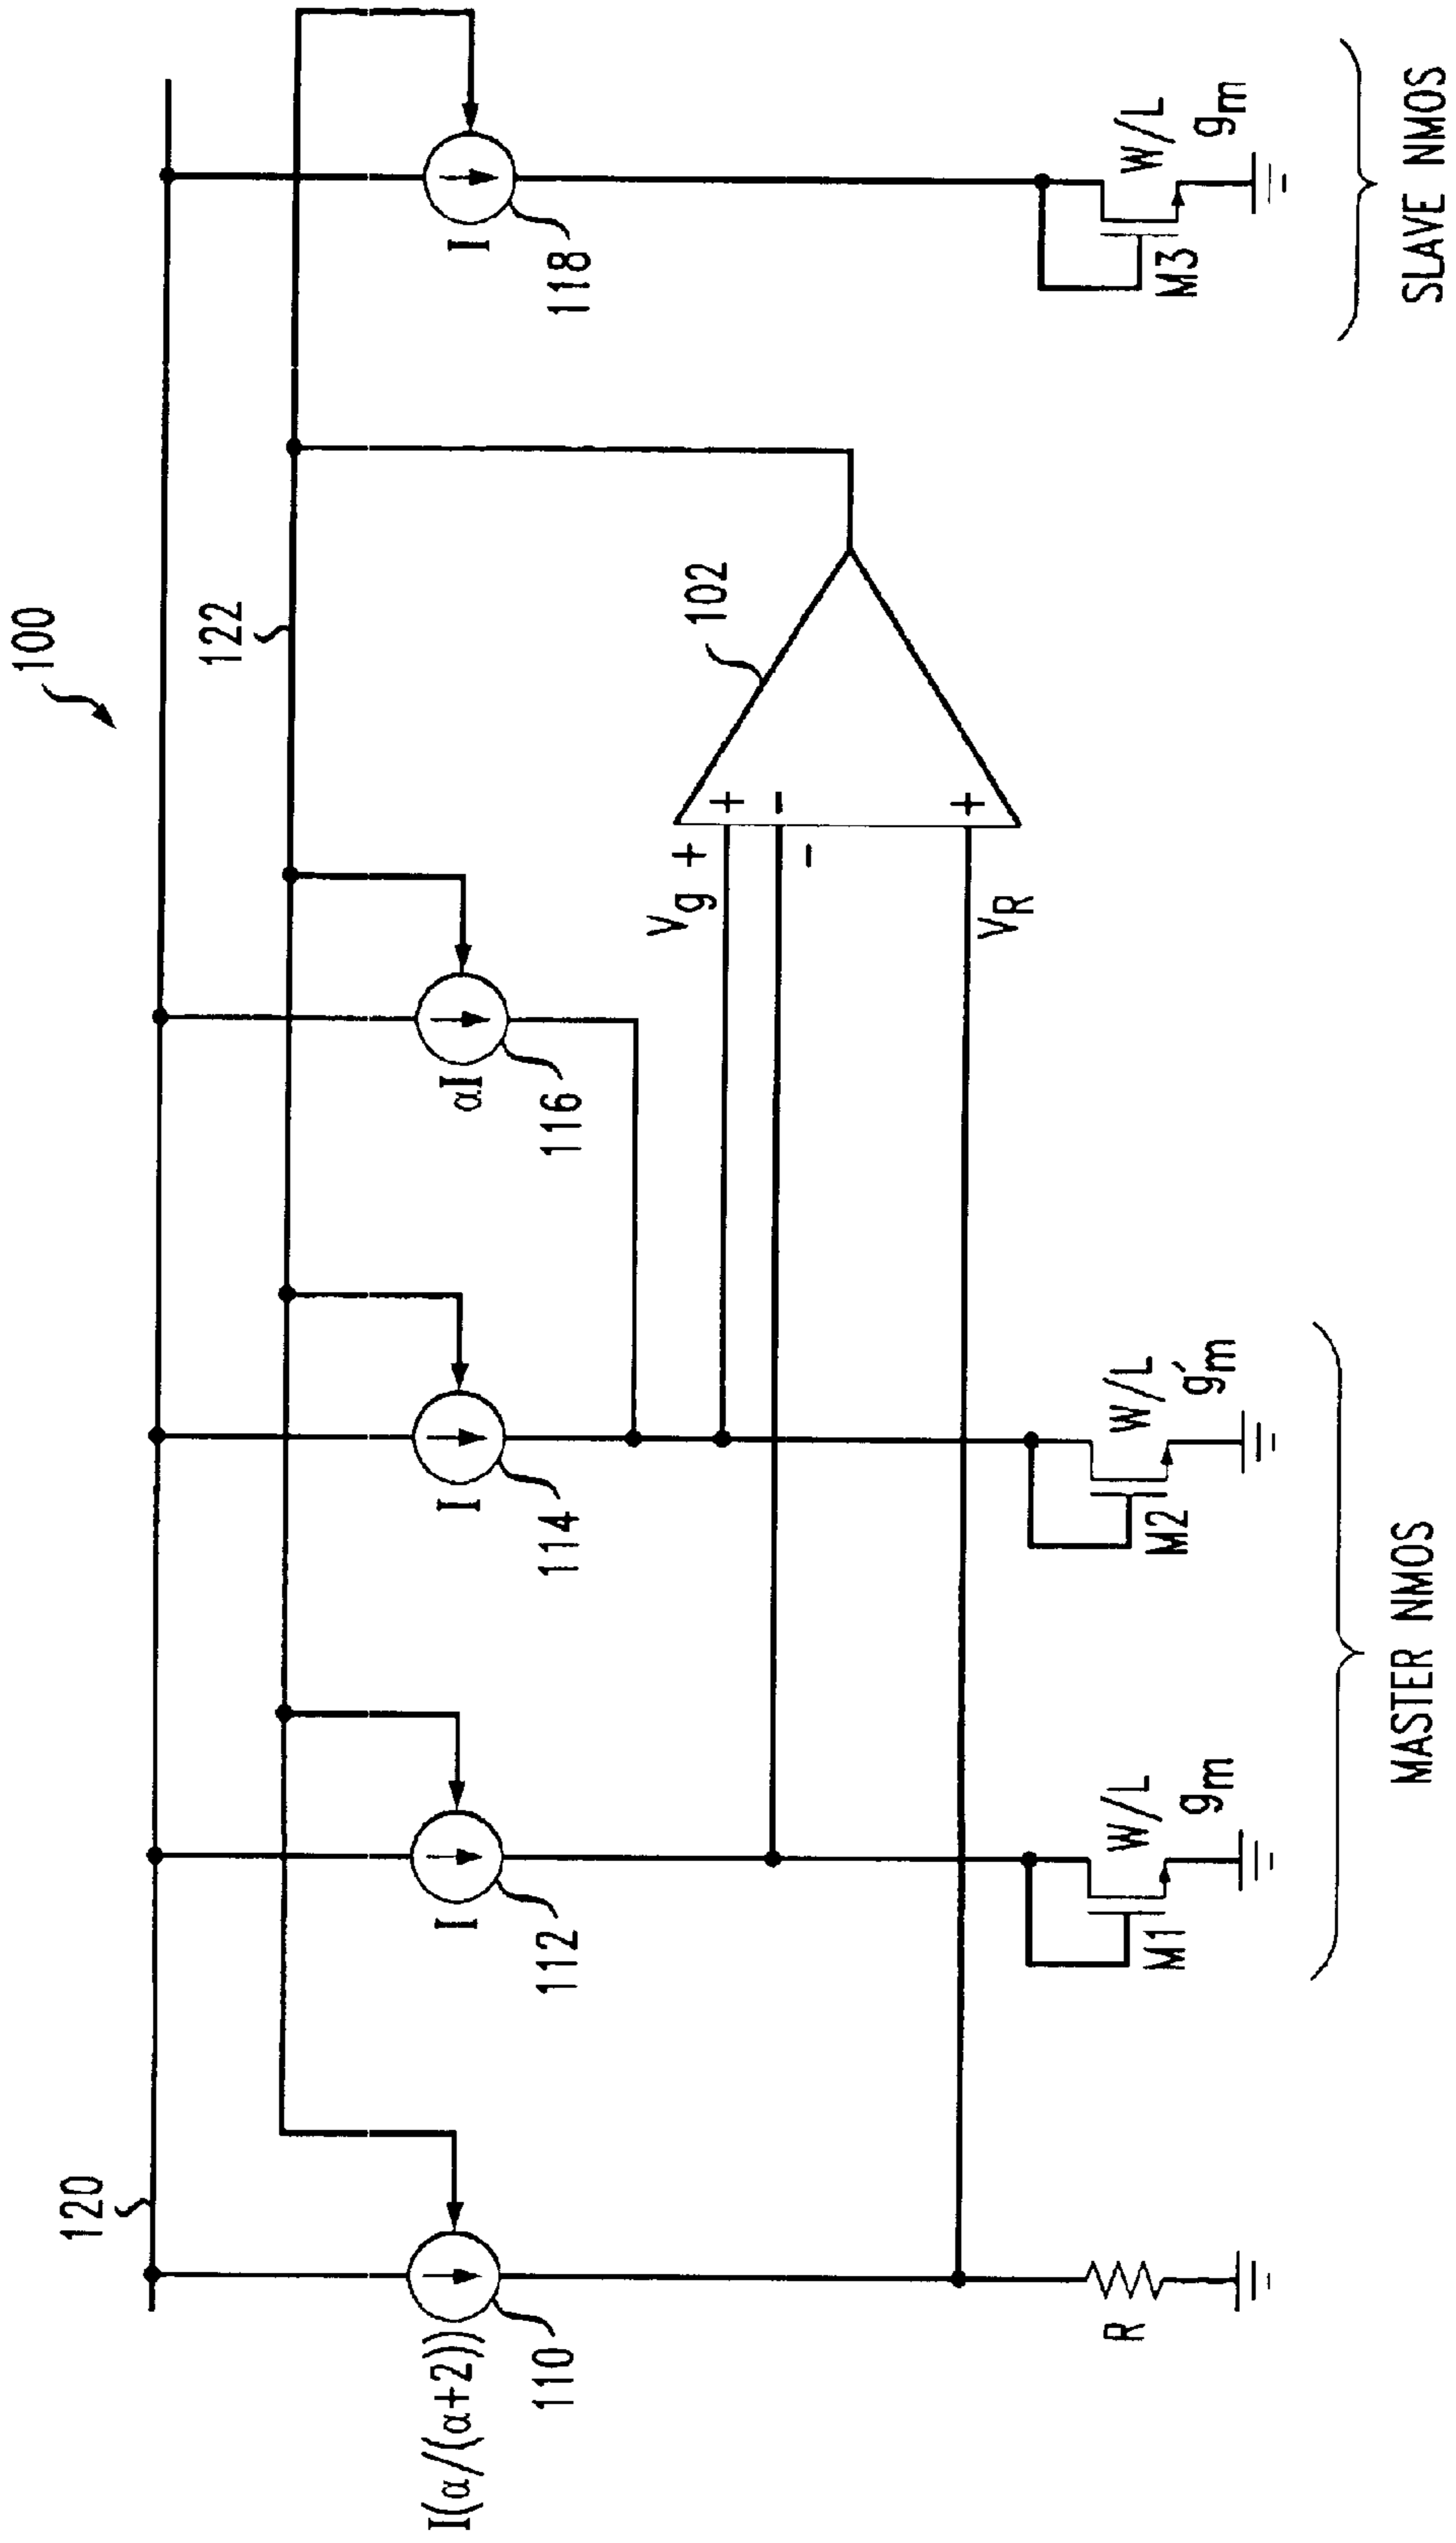 100
120
122
I(α/(α+2)))
110
I
112
I
114
αI
116
I
118
Vg +
-
VR
+
-
+
102
R
M1
W/L
gm
M2
W/L
g'm
M3
W/L
gm
MASTER NMOS
SLAVE NMOS